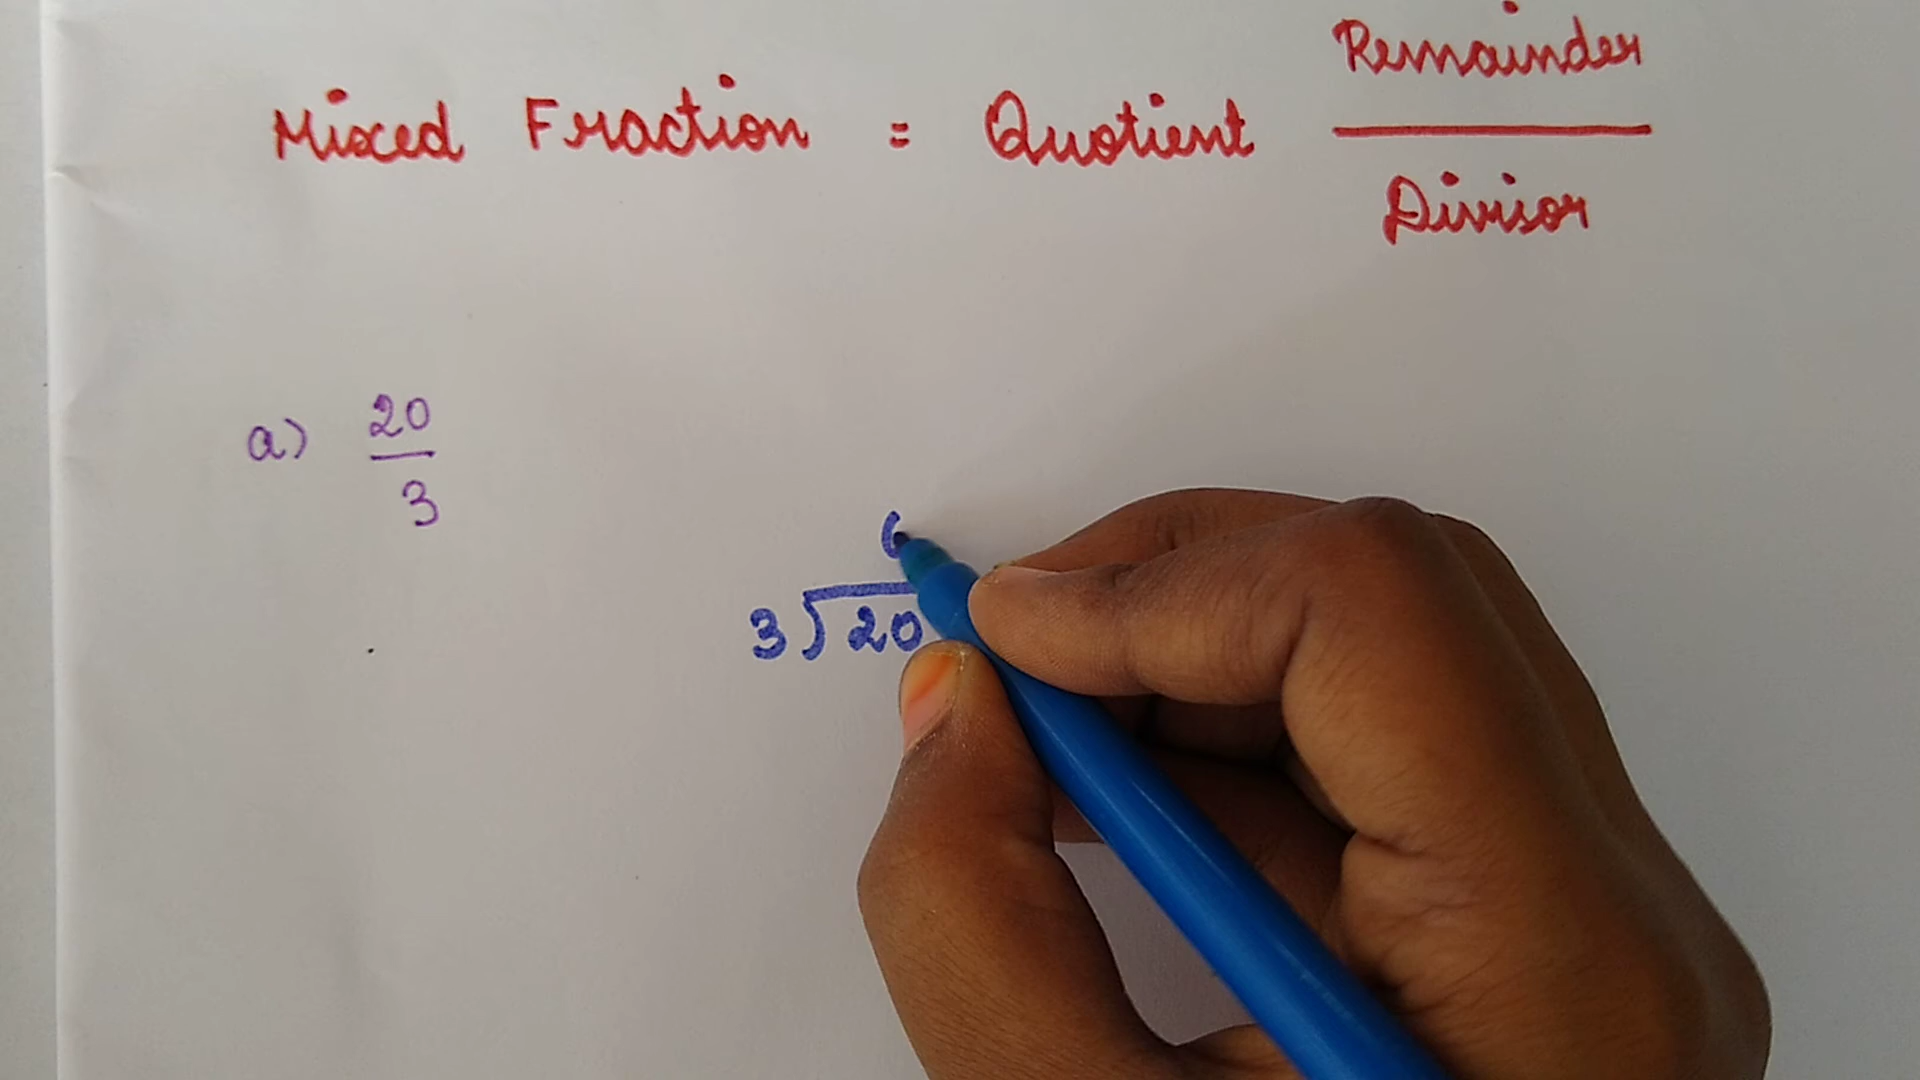 Mixed Fraction = Quotient Remainder
Divisor
a) 20
3
6
3)20